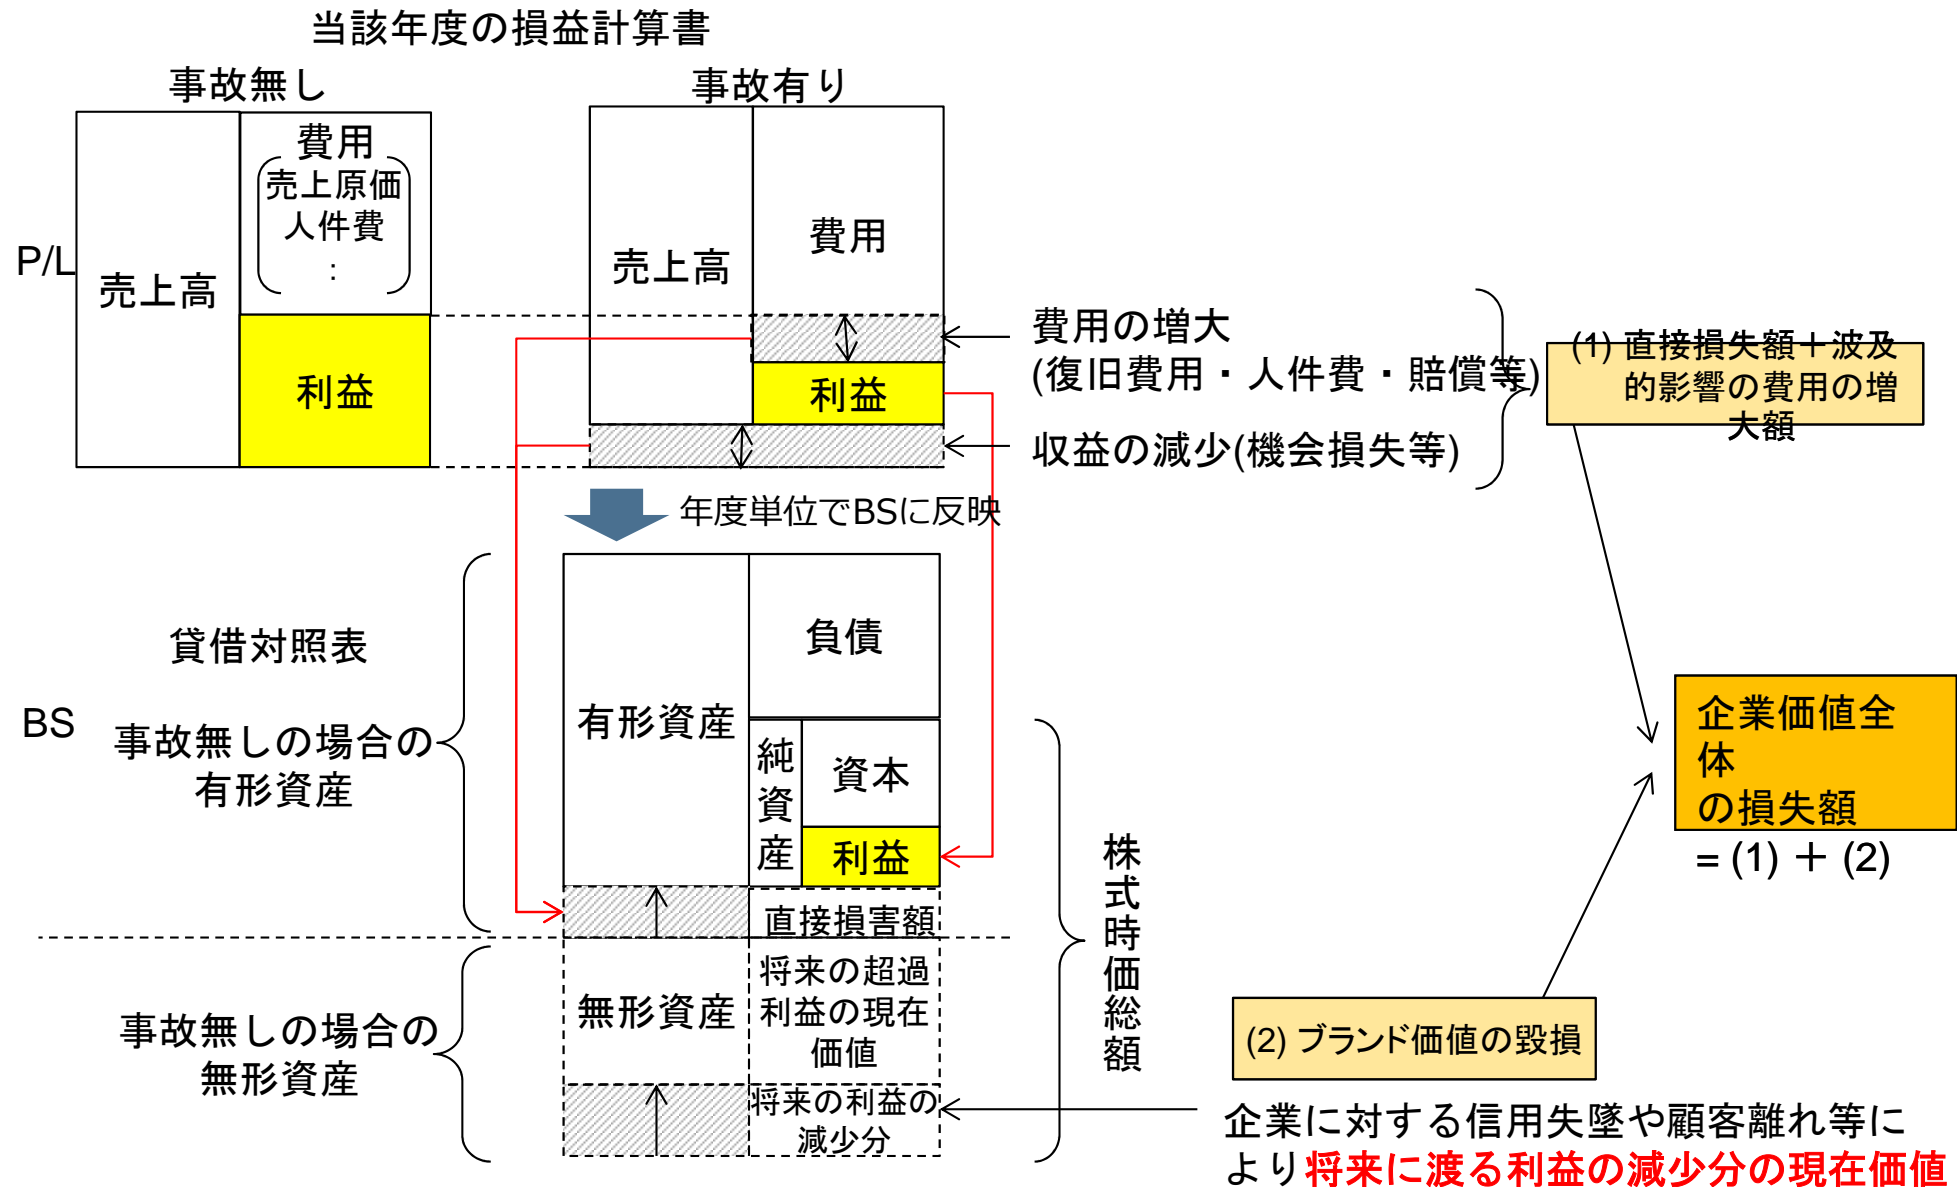 当該年度の損益計算書
事故無し
事故有り
P/L
売上高
費用
売上原価
人件費
：
利益
売上高
費用
利益
費用の増大
(復旧費用・人件費・賠償等)
収益の減少(機会損失等)
(1) 直接損失額＋波及
的影響の費用の増
大額
年度単位でBSに反映
BS
貸借対照表
事故無しの場合の
有形資産
有形資産
負債
純
資
産
資本
利益
直接損害額
事故無しの場合の
無形資産
無形資産
将来の超過
利益の現在
価値
将来の利益の
減少分
株
式
時
価
総
額
企業価値全
体
の損失額
= (1) ＋ (2)
(2) ブランド価値の毀損
企業に対する信用失墜や顧客離れ等に
より将来に渡る利益の減少分の現在価値